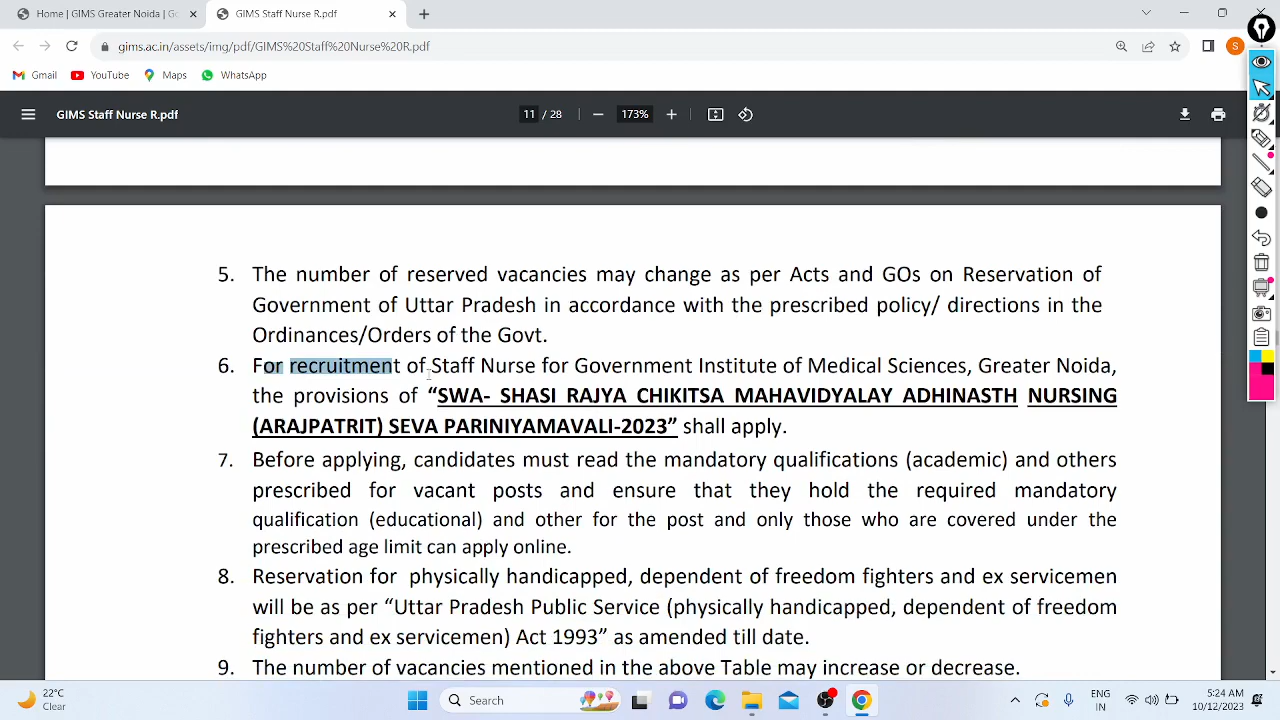 Home | GIMS Greater Noida | Go
GIMS Staff Nurse R.pdf
gims.ac.in/assets/img/pdf/GIMS%20Staff%20Nurse%20R.pdf
S
Gmail
YouTube
Maps
WhatsApp
GIMS Staff Nurse R.pdf
11 / 28
173%
5. The number of reserved vacancies may change as per Acts and GOs on Reservation of
Government of Uttar Pradesh in accordance with the prescribed policy/ directions in the
Ordinances/Orders of the Govt.
6. For recruitment of Staff Nurse for Government Institute of Medical Sciences, Greater Noida,
the provisions of “SWA- SHASI RAJYA CHIKITSA MAHAVIDYALAY ADHINASTH NURSING
(ARAJPATRIT) SEVA PARINIYAMAVALI-2023” shall apply.
7. Before applying, candidates must read the mandatory qualifications (academic) and others
prescribed for vacant posts and ensure that they hold the required mandatory
qualification (educational) and other for the post and only those who are covered under the
prescribed age limit can apply online.
8. Reservation for physically handicapped, dependent of freedom fighters and ex servicemen
will be as per “Uttar Pradesh Public Service (physically handicapped, dependent of freedom
fighters and ex servicemen) Act 1993” as amended till date.
9. The number of vacancies mentioned in the above Table may increase or decrease.
22°C
Clear
Search
ENG
IN
5:24 AM
10/12/2023